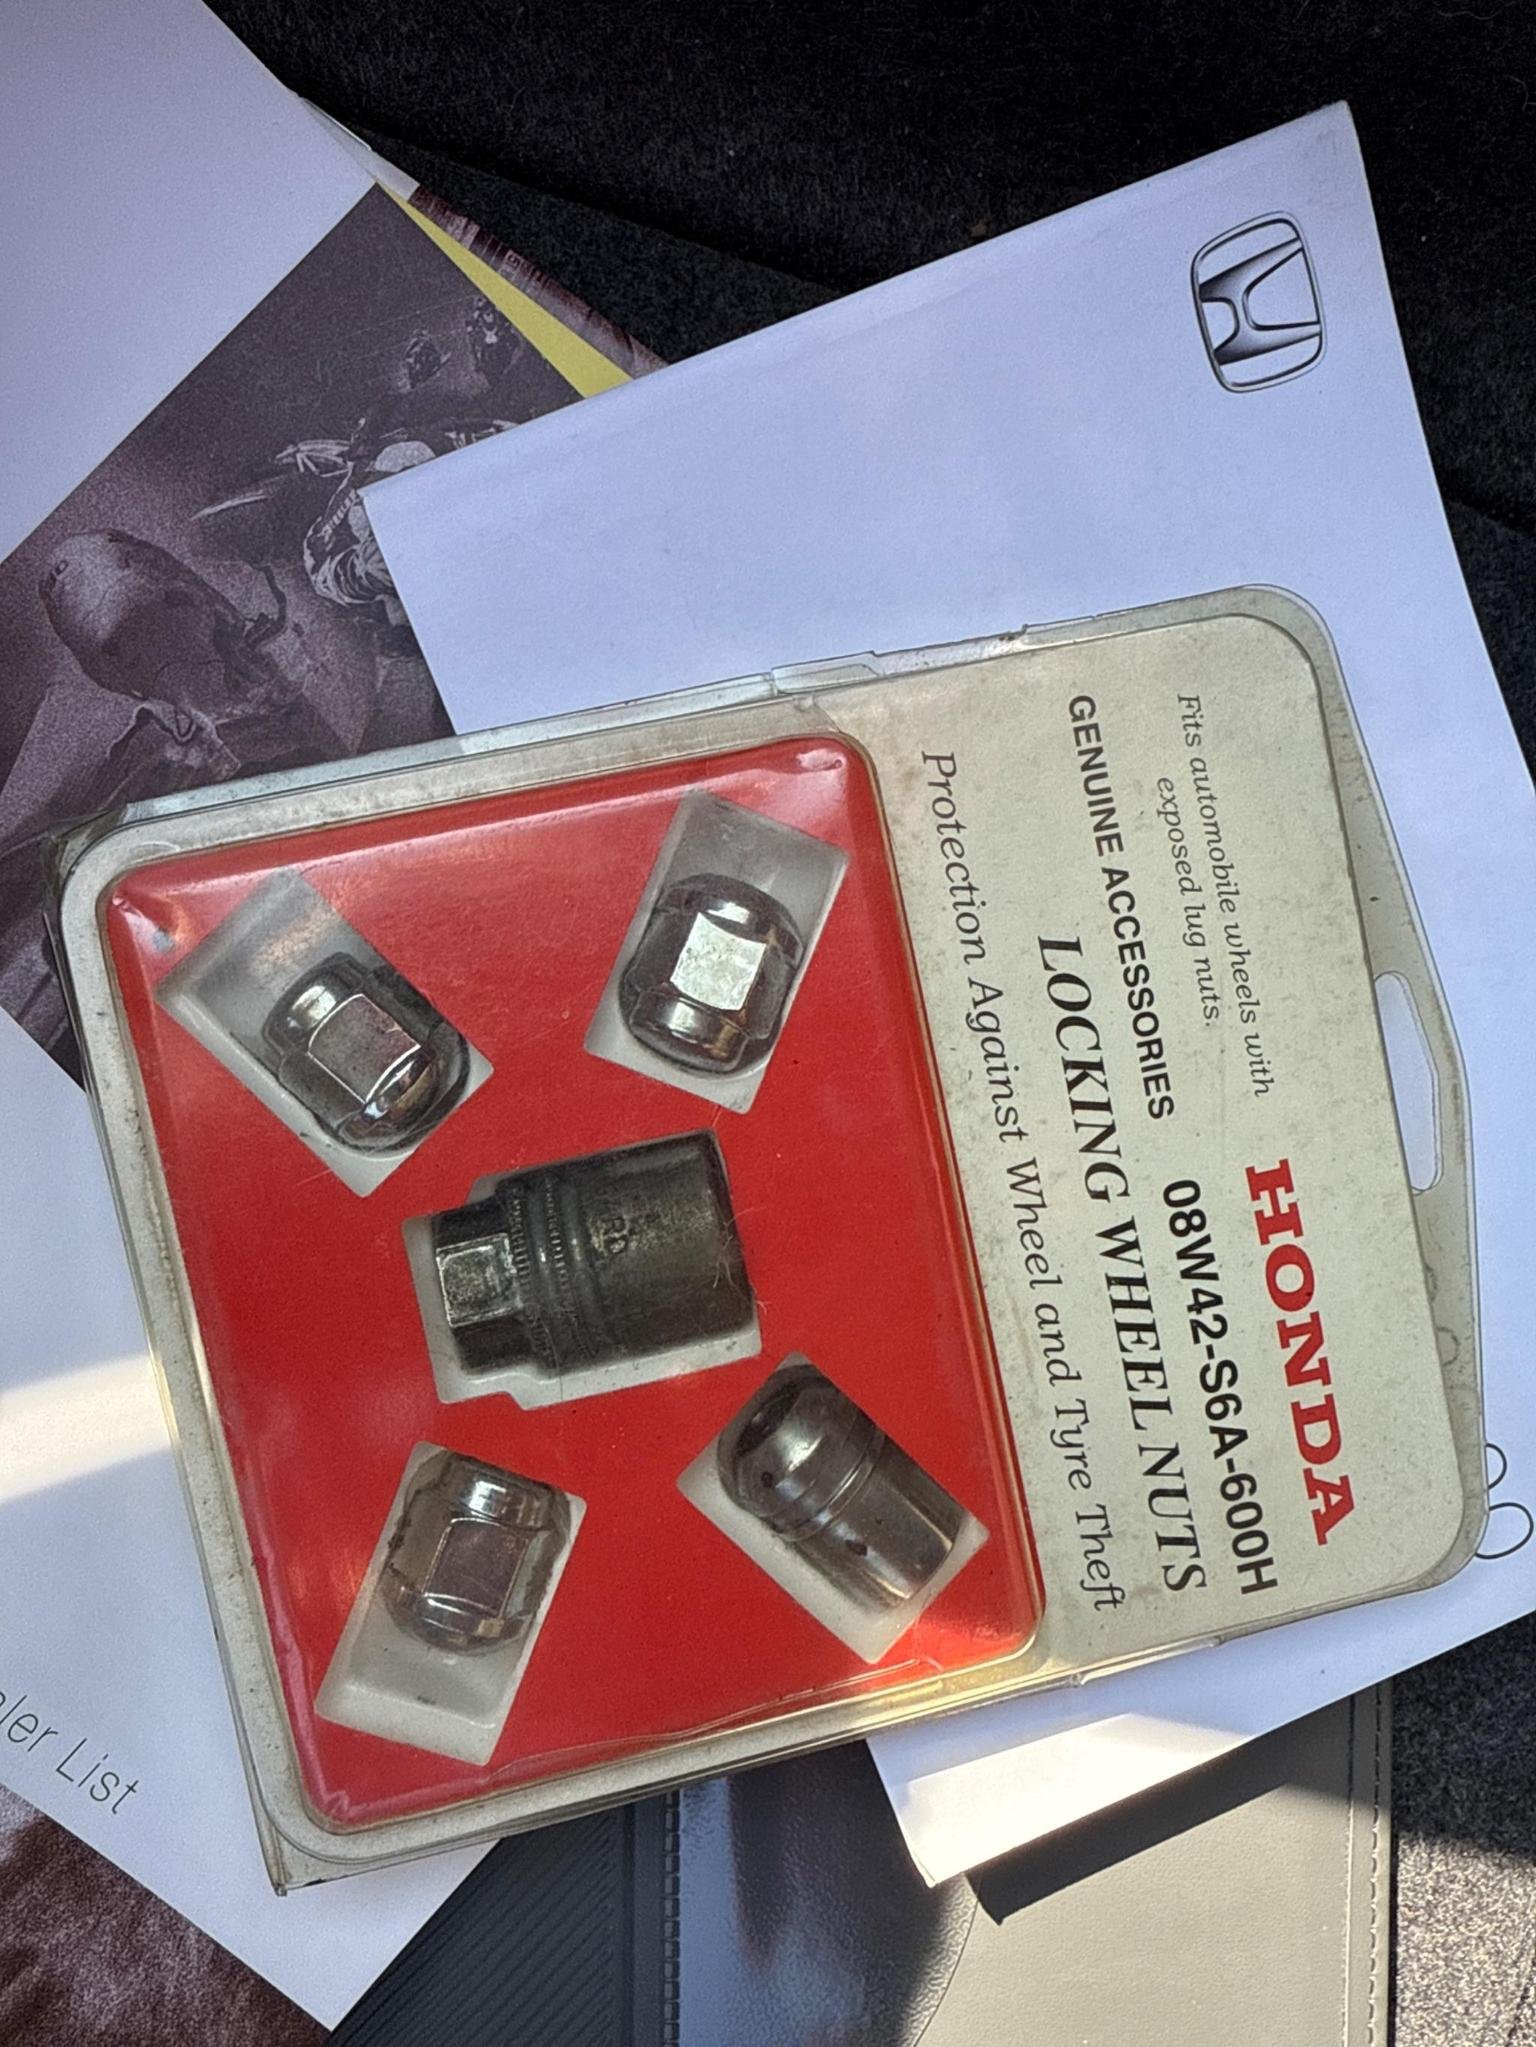 HONDA
Fits automobile wheels with
exposed lug nuts.
GENUINE ACCESSORIES 08W42-S6A-600H
LOCKING WHEEL NUTS
Protection Against Wheel and Tyre Theft
List